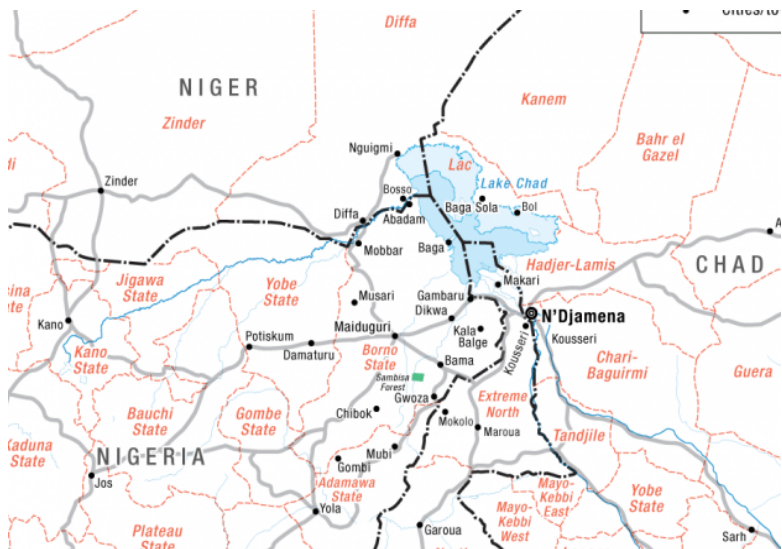 Cities/to
Diffa
NIGER
Kanem
Zinder
Bahr el
Gazel
Nguigmi
Lac
di
Zinder
Lake Chad
Bosso
Baga Sola
Bol
Diffa
Abadam
A
Mobbar
Baga
Hadjer-Lamis
CHAD
Jigawa
State
Yobe
State
Makari
ina
State
Musari
Gambaru
Dikwa
N'Djamena
Kano
Maiduguri
Kala
Balge
Kousseri
Kousseri
Potiskum
Damaturu
Kano
State
Borno
State
Bama
Chari-
Baguirmi
Sambisa
Forest
Guera
Bauchi
State
Gombe
State
Chibok
Gwoza
Extreme
North
Mokolo
Maroua
Tandjile
Kaduna
State
NIGERIA
Mubi
Gombi
Adamawa
State
Jos
Mayo-
Kebbi
East
Yobe
State
Mayo-
Kebbi
West
Yola
Plateau
State
Garoua
Sarh